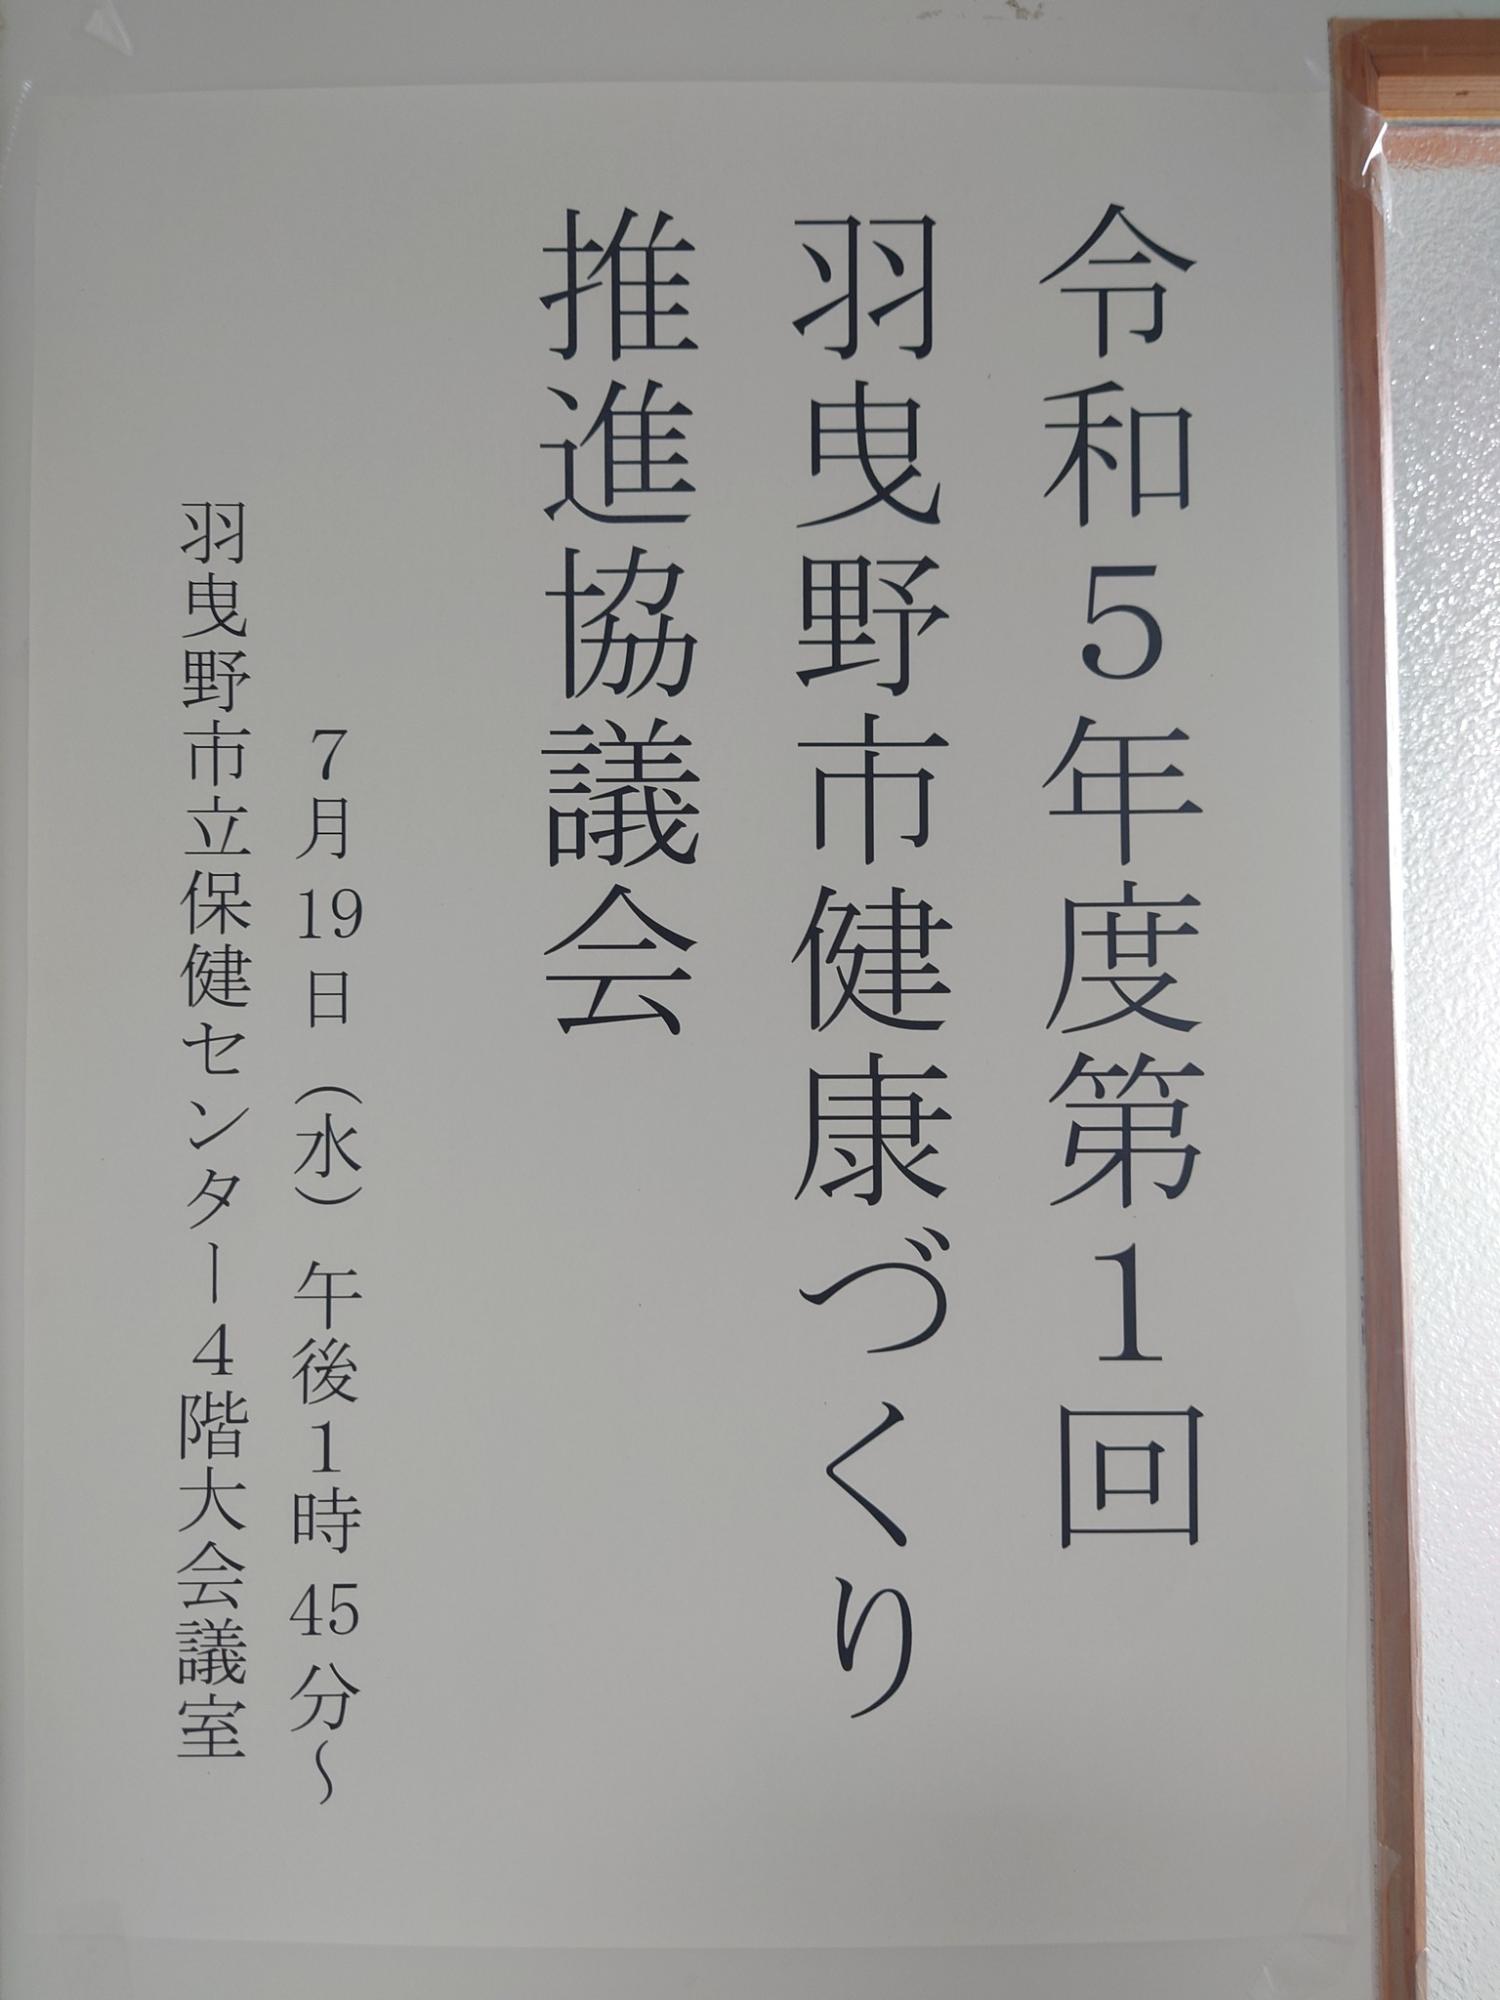 令和５年度第１回
羽曳野市健康づくり
推進協議会
７月19日（水）午後１時45分～
羽曳野市立保健センター４階大会議室